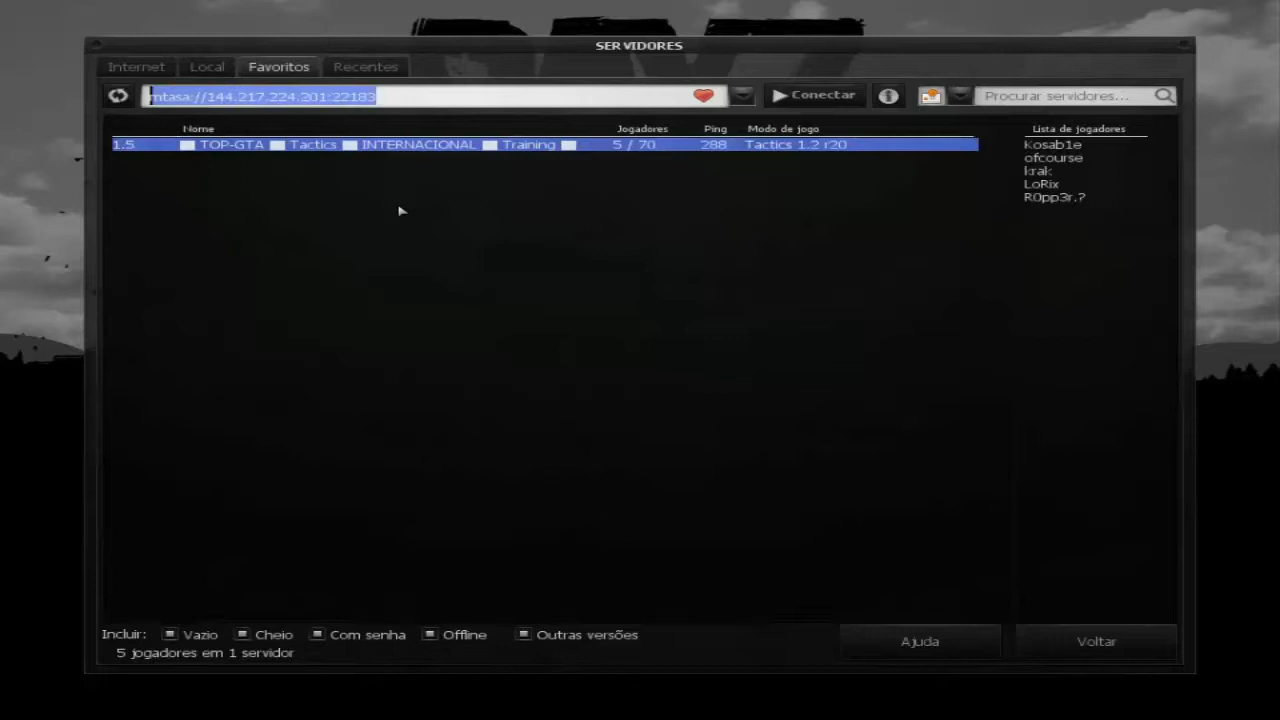 SERVIDORES
Internet Local Favoritos Recentes
mtasa://144.217.224.201:22183 Conectar Procurar servidores...
Nome Jogadores Ping Modo de jogo Lista de jogadores
1.5 TOP-GTA Tactics INTERNACIONAL Training 5 / 70 288 Tactics 1.2 r20 Kosab1e
ofcourse
krak
LoRix
R0pp3r.?
Incluir: Vazio Cheio Com senha Offline Outras versões
Ajuda Voltar
5 jogadores em 1 servidor